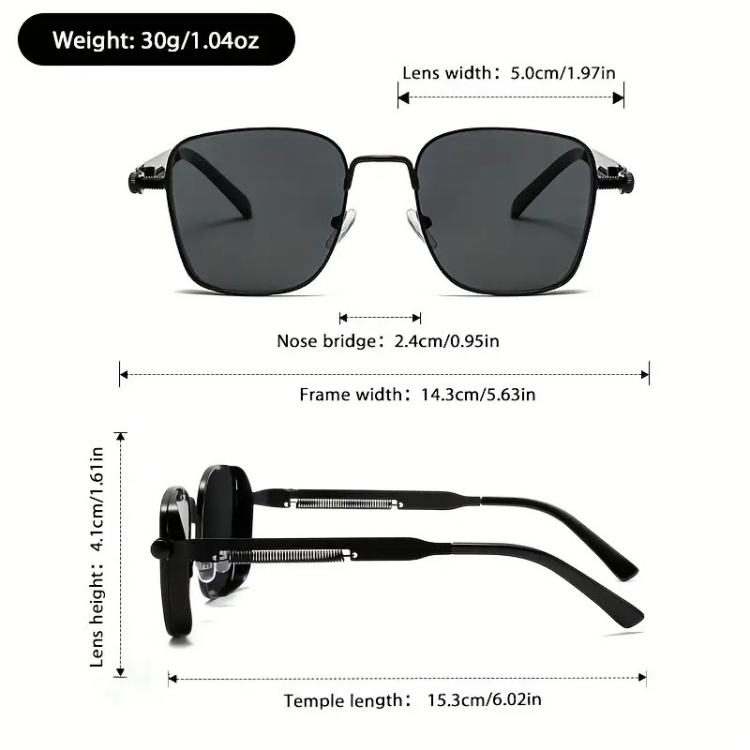 Weight: 30g/1.04oz
Lens width: 5.0cm/1.97in
Nose bridge: 2.4cm/0.95in
Frame width: 14.3cm/5.63in
Lens height: 4.1cm/1.61in
Temple length: 15.3cm/6.02in